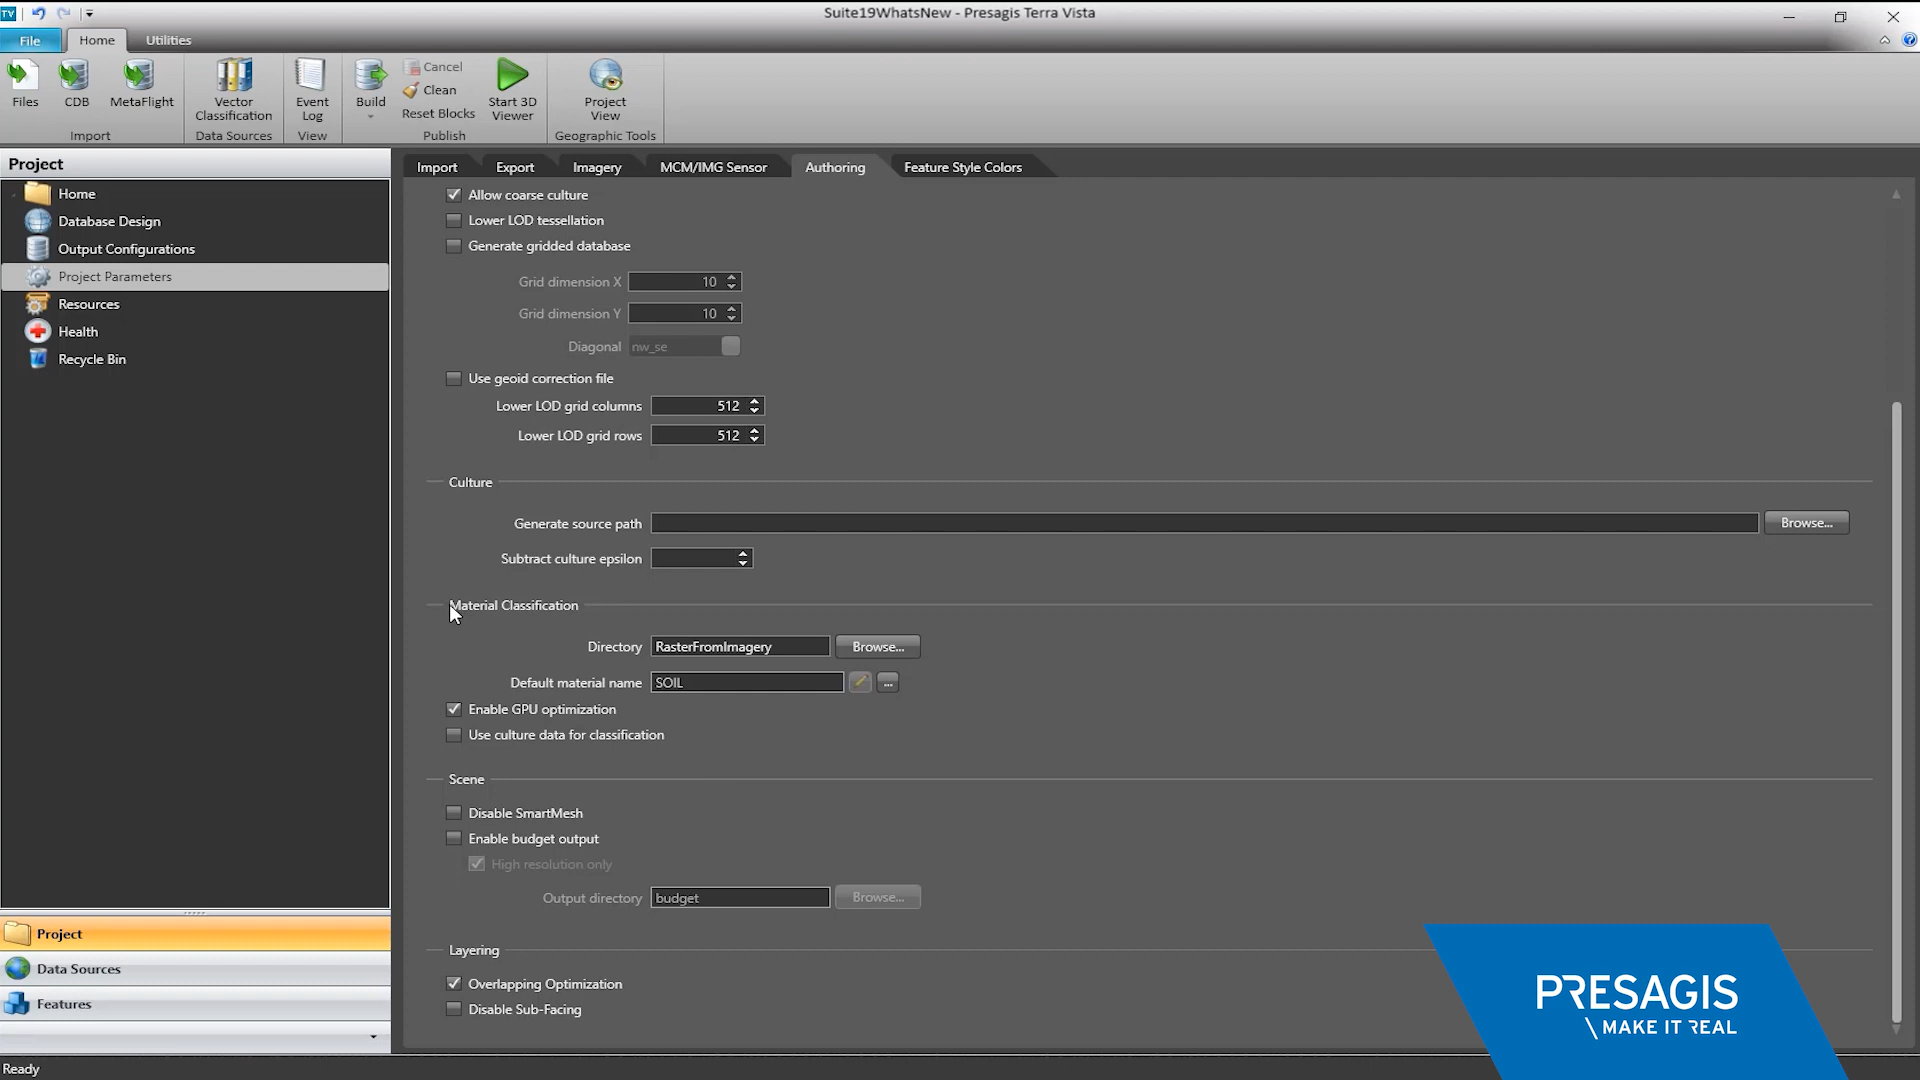 TV
Suite19WhatsNew - Presagis Terra Vista
File Home Utilities
Files
CDB
MetaFlight
Import
Vector
Classification
Data Sources
Event
Log
View
Build
Cancel
Clean
Reset Blocks
Start 3D
Viewer
Publish
Project
View
Geographic Tools
Project
Home
Database Design
Output Configurations
Project Parameters
Resources
Health
Recycle Bin
Project
Data Sources
Features
Import Export Imagery MCM/IMG Sensor Authoring Feature Style Colors
Allow coarse culture
Lower LOD tessellation
Generate gridded database
Grid dimension X 10
Grid dimension Y 10
Diagonal nw_se
Use geoid correction file
Lower LOD grid columns 512
Lower LOD grid rows 512
Culture
Generate source path Browse...
Subtract culture epsilon
Material Classification
Directory RasterFromImagery Browse...
Default material name SOIL ...
Enable GPU optimization
Use culture data for classification
Scene
Disable SmartMesh
Enable budget output
High resolution only
Output directory budget Browse...
Layering
Overlapping Optimization
Disable Sub-Facing
PRESAGIS
\ MAKE IT REAL
Ready